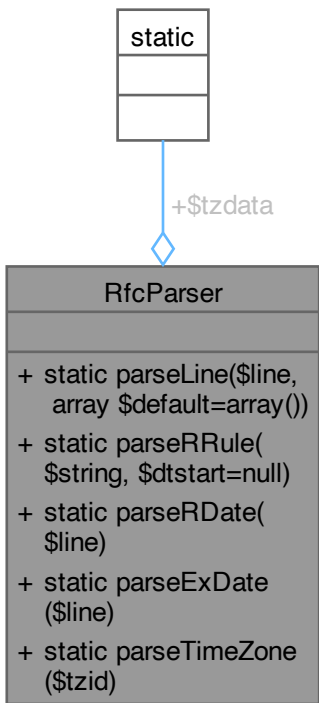 static
+$tzdata
RfcParser
+ static parseLine($line,
array $default=array())
+ static parseRRule(
$string, $dtstart=null)
+ static parseRDate(
$line)
+ static parseExDate
($line)
+ static parseTimeZone
($tzid)